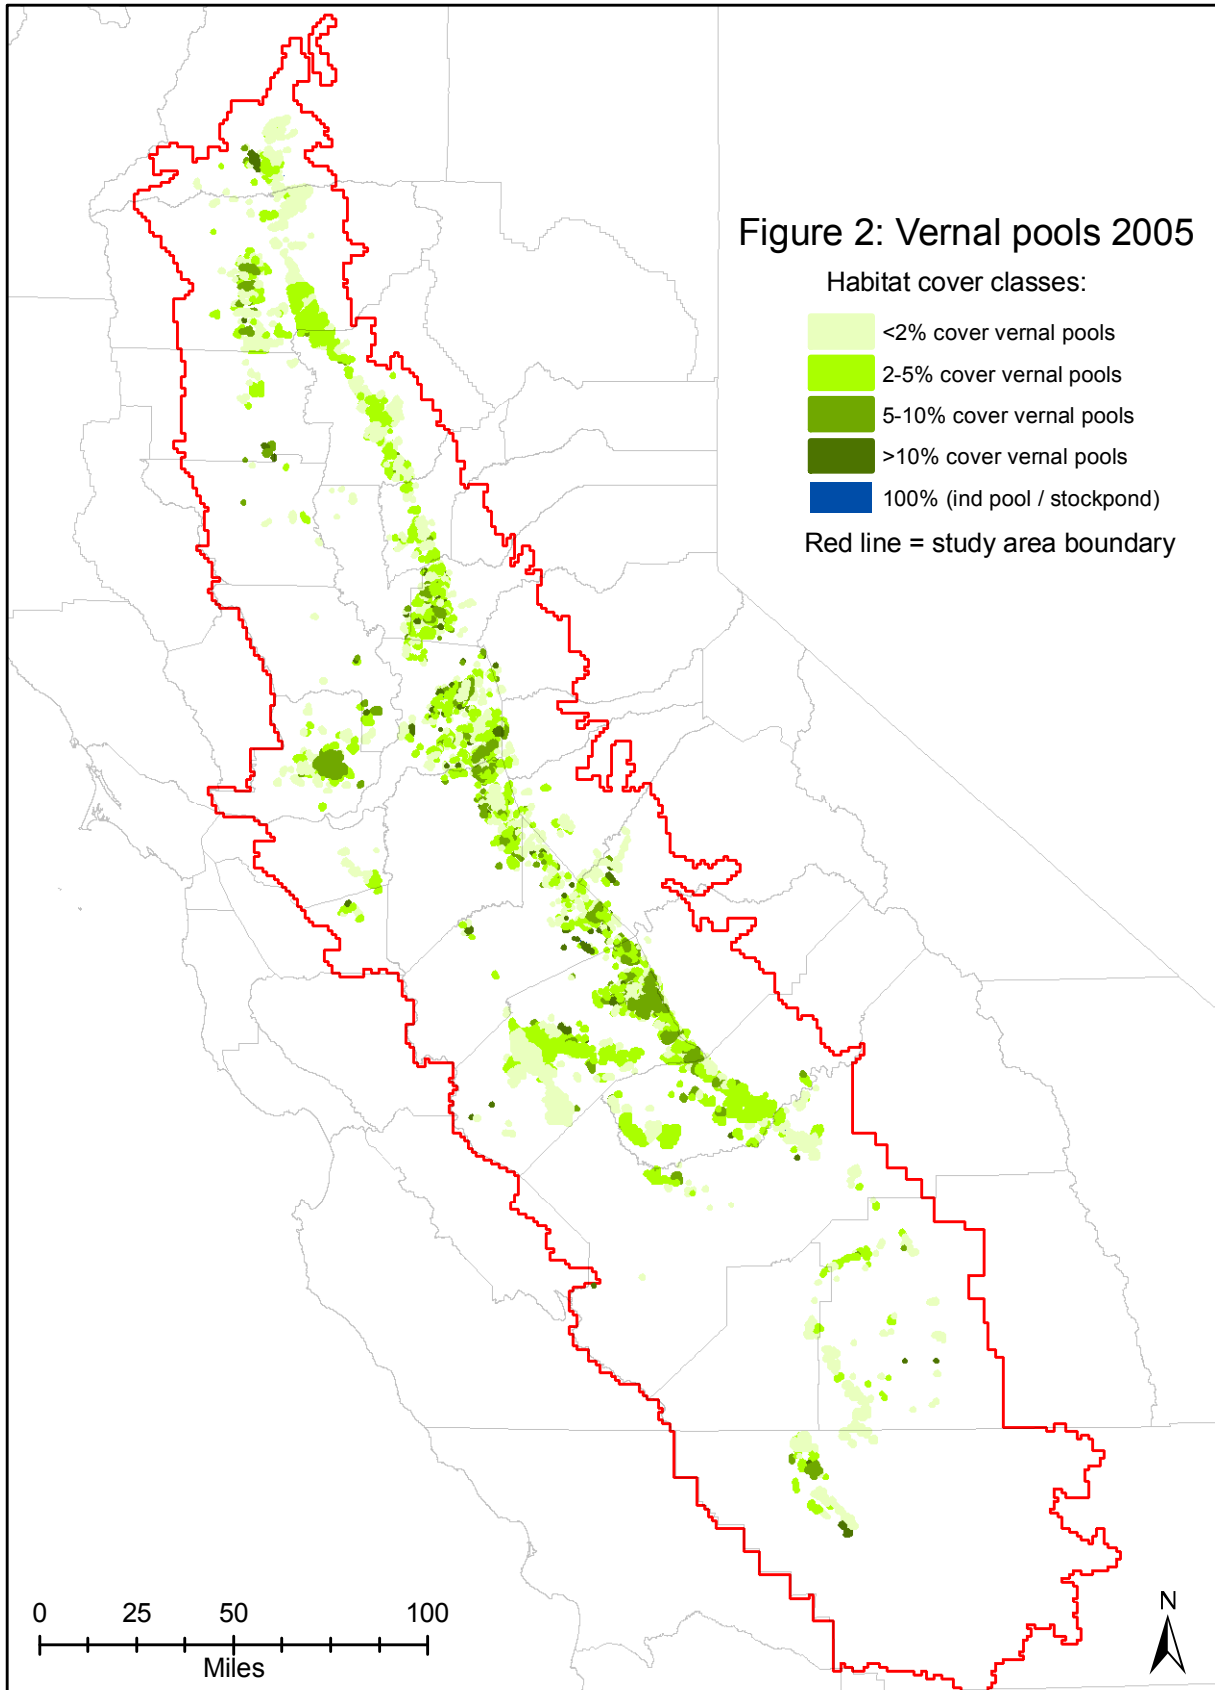 Figure 2: Vernal pools 2005
Habitat cover classes:
<2% cover vernal pools
2-5% cover vernal pools
5-10% cover vernal pools
>10% cover vernal pools
100% (ind pool / stockpond)
Red line = study area boundary
0 25 50 100
Miles
N